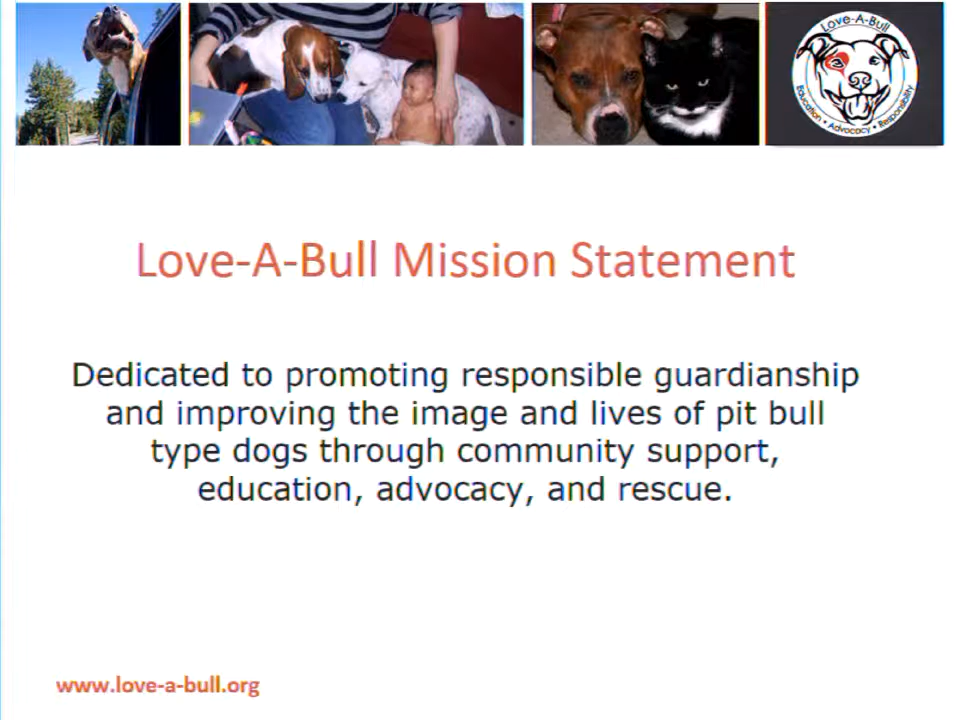 Love-A-Bull
Education • Advocacy • Responsibility
Love-A-Bull Mission Statement
Dedicated to promoting responsible guardianship
and improving the image and lives of pit bull
type dogs through community support,
education, advocacy, and rescue.
www.love-a-bull.org